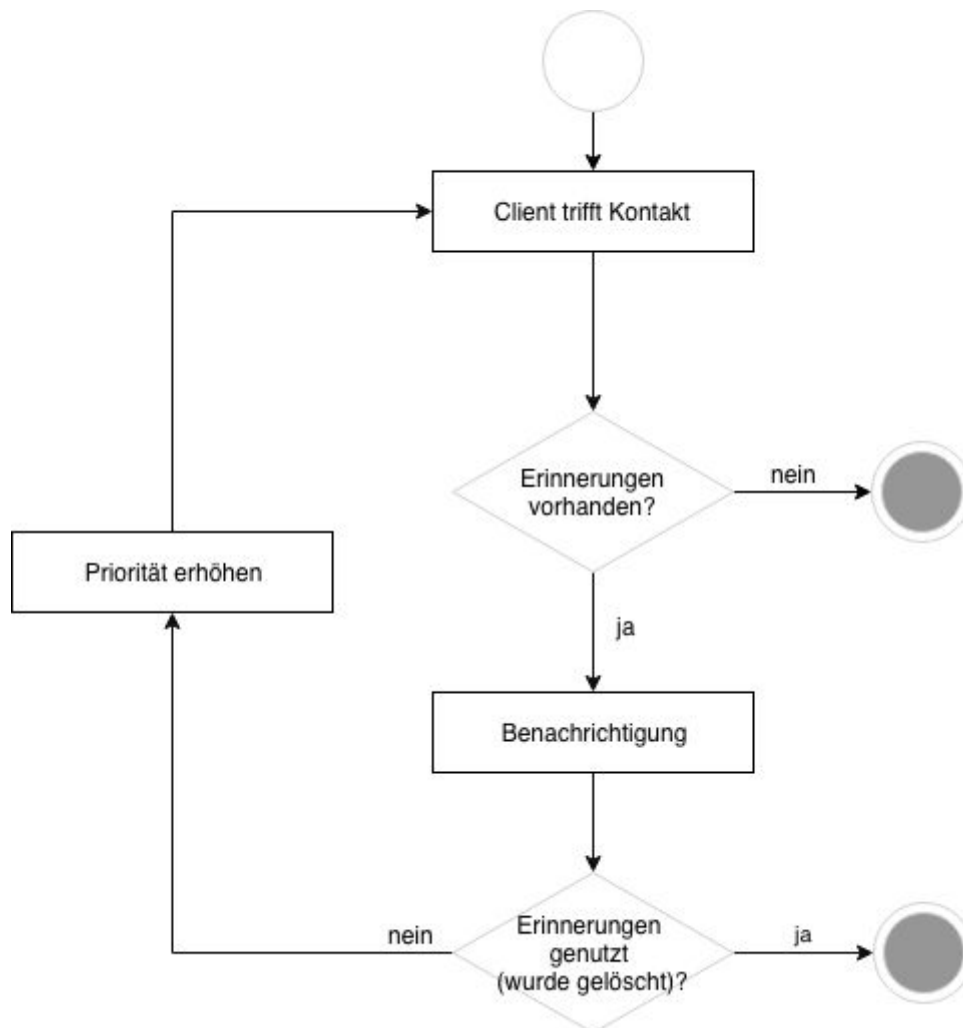 Client trifft Kontakt
Erinnerungen
vorhanden?
nein
Priorität erhöhen
ja
Benachrichtigung
Erinnerungen
genutzt
(wurde gelöscht)?
nein
ja